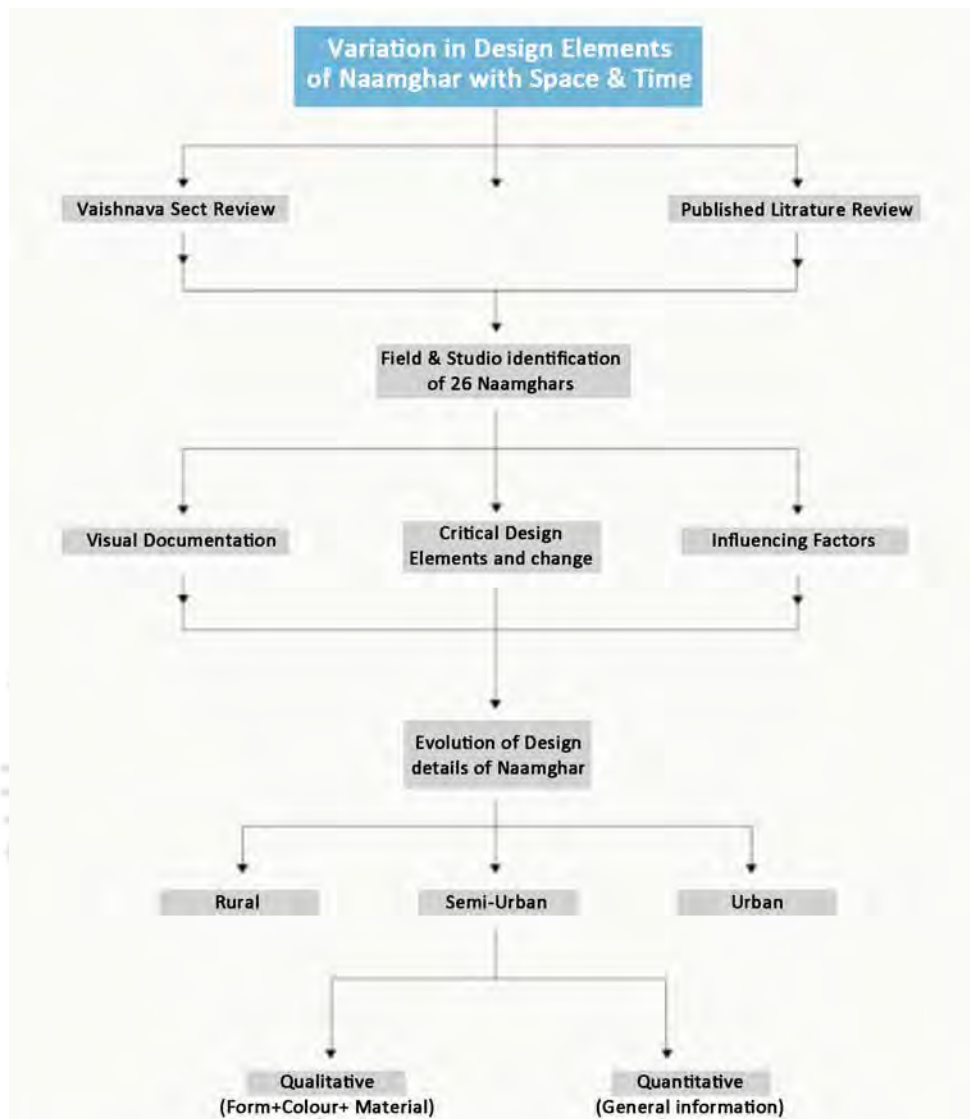 Variation in Design Elements
of Naamghar with Space & Time
Vaishnava Sect Review
Published Litrature Review
Field & Studio identification
of 26 Naamghars
Visual Documentation
Critical Design
Elements and change
Influencing Factors
Evolution of Design
details of Naamghar
Rural
Semi-Urban
Urban
Qualitative
(Form+Colour+ Material)
Quantitative
(General information)